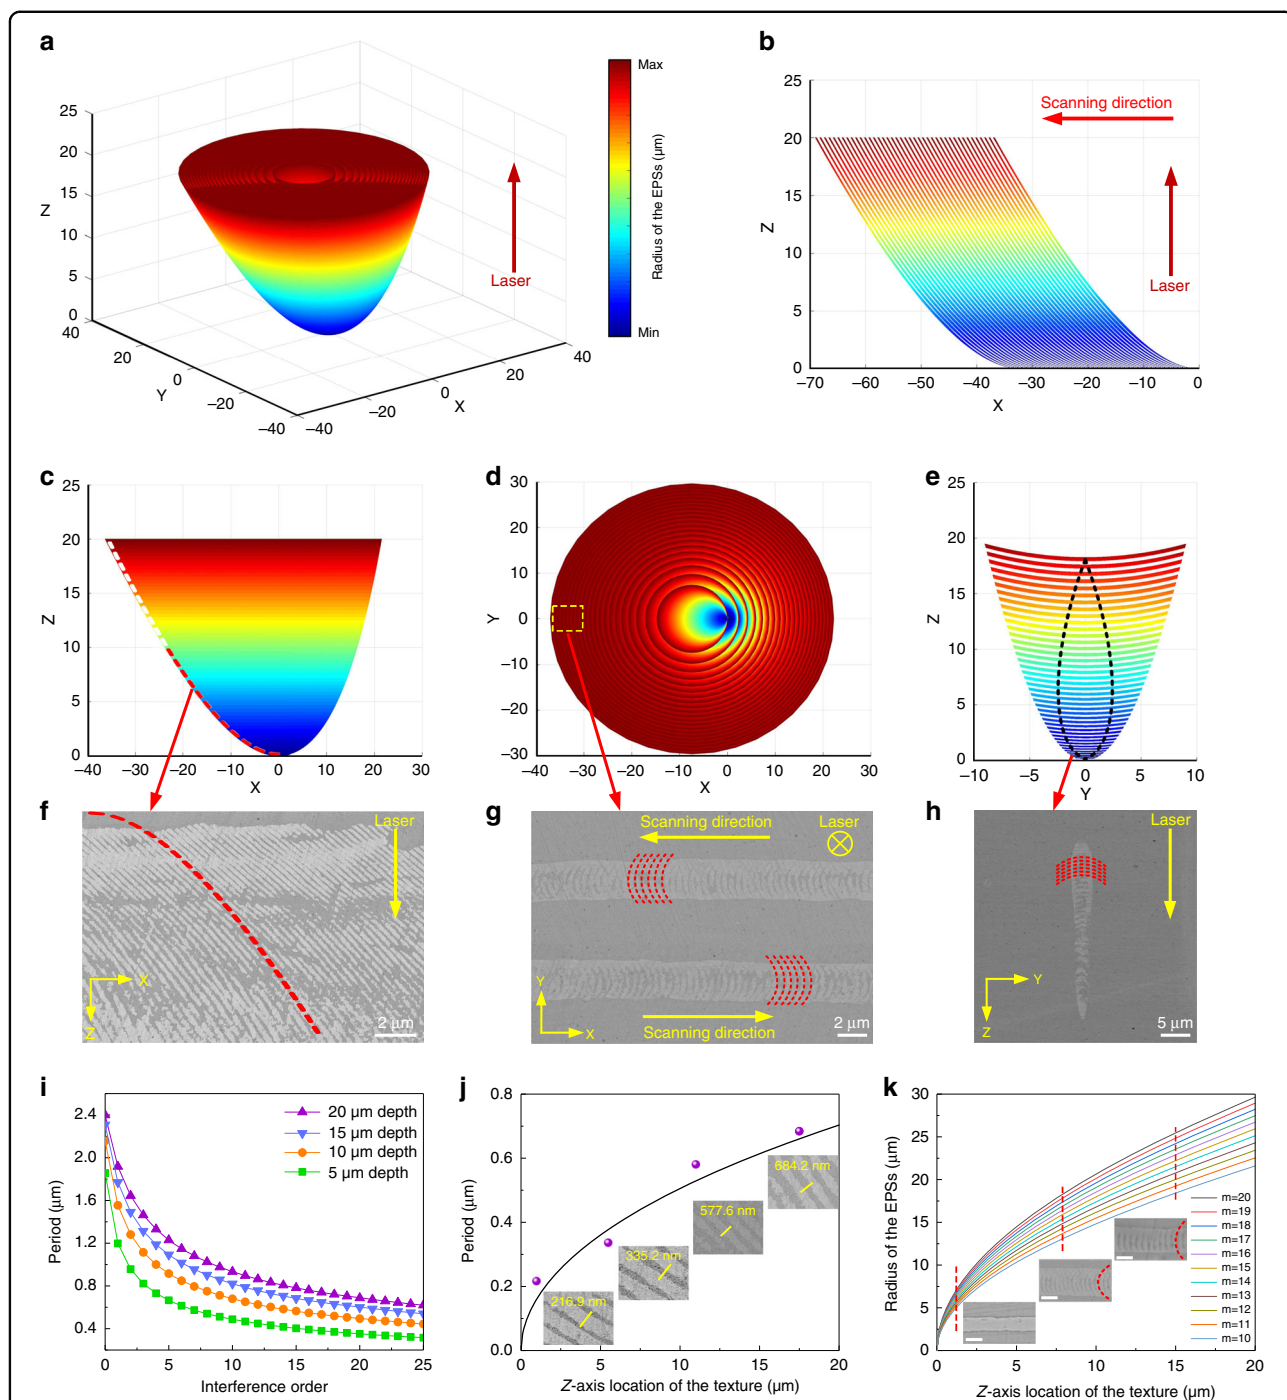 a
25
20
15
10
5
0
Z
40
20
0
−20
−40
Y
−40
−20
0
20
40
X
Laser
Max
Min
Radius of the EPSs (µm)
b
25
20
15
10
5
0
Z
−70
−60
−50
−40
−30
−20
−10
0
X
Scanning direction
Laser
c
25
20
15
10
5
0
Z
−40
−30
−20
−10
0
10
20
30
X
d
30
20
10
0
−10
−20
−30
Y
−40
−30
−20
−10
0
10
20
30
X
e
25
20
15
10
5
0
Z
−10
−5
0
5
10
Y
f
Laser
X
Z
2 µm
g
Scanning direction
Laser
Y
X
Scanning direction
2 µm
h
Laser
Y
Z
5 µm
i
2.4
2.0
1.6
1.2
0.8
0.4
Period (µm)
20 µm depth
15 µm depth
10 µm depth
5 µm depth
0
5
10
15
20
25
Interference order
j
0.8
0.6
0.4
0.2
0
Period (µm)
684.2 nm
577.6 nm
335.2 nm
216.9 nm
0
5
10
15
20
Z-axis location of the texture (µm)
k
30
25
20
15
10
5
0
Radius of the EPSs (µm)
m=20
m=19
m=18
m=17
m=16
m=15
m=14
m=13
m=12
m=11
m=10
0
5
10
15
20
Z-axis location of the texture (µm)